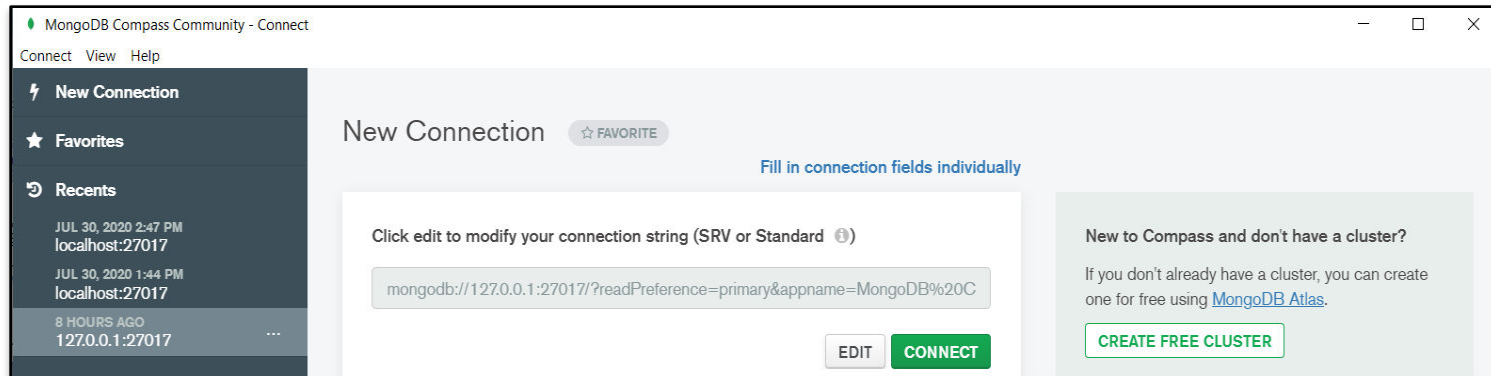 MongoDB Compass Community - Connect
Connect View Help
New Connection
Favorites
Recents
JUL 30, 2020 2:47 PM
localhost:27017
JUL 30, 2020 1:44 PM
localhost:27017
8 HOURS AGO
127.0.0.1:27017
...
New Connection
FAVORITE
Fill in connection fields individually
Click edit to modify your connection string (SRV or Standard )
mongodb://127.0.0.1:27017/?readPreference=primary&appname=MongoDB%20C
EDIT CONNECT
New to Compass and don't have a cluster?
If you don't already have a cluster, you can create
one for free using MongoDB Atlas.
CREATE FREE CLUSTER